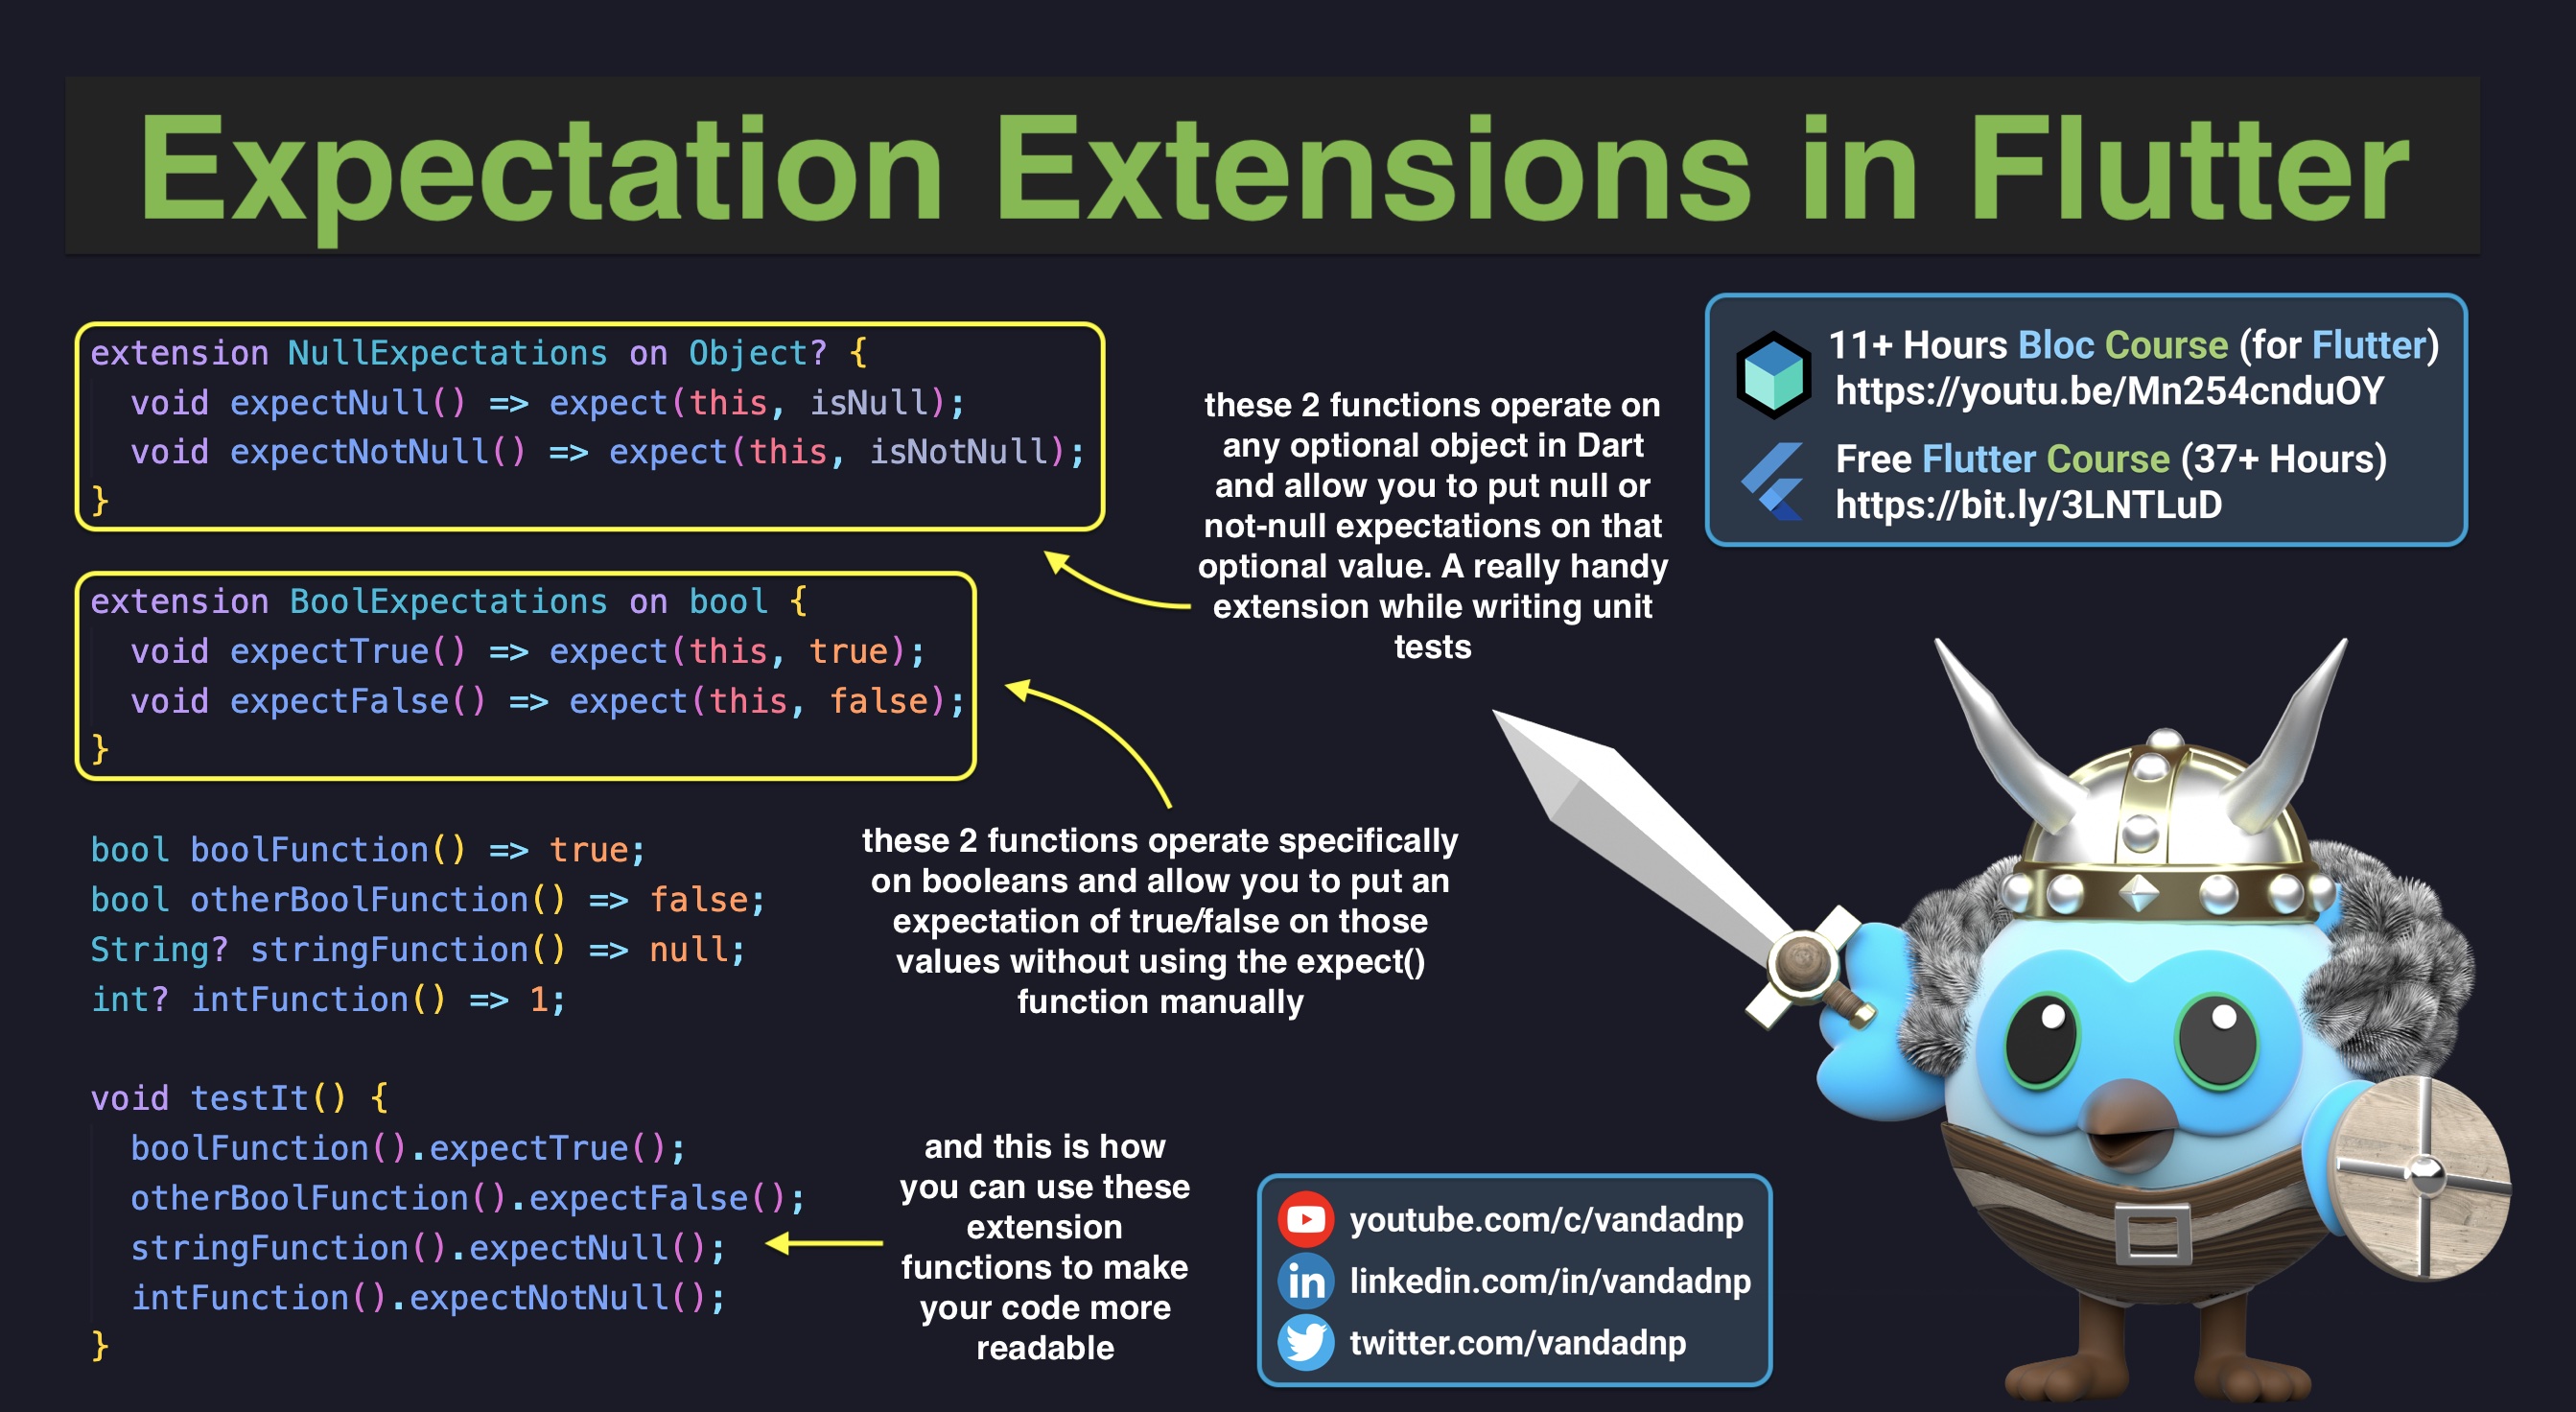 Expectation Extensions in Flutter
extension NullExpectations on Object? {
  void expectNull() => expect(this, isNull);
  void expectNotNull() => expect(this, isNotNull);
}
these 2 functions operate on
any optional object in Dart
and allow you to put null or
not-null expectations on that
optional value. A really handy
extension while writing unit
tests
11+ Hours Bloc Course (for Flutter)
https://youtu.be/Mn254cnduOY
Free Flutter Course (37+ Hours)
https://bit.ly/3LNTLuD
extension BoolExpectations on bool {
  void expectTrue() => expect(this, true);
  void expectFalse() => expect(this, false);
}
these 2 functions operate specifically
on booleans and allow you to put an
expectation of true/false on those
values without using the expect()
function manually
bool boolFunction() => true;
bool otherBoolFunction() => false;
String? stringFunction() => null;
int? intFunction() => 1;
void testIt() {
  boolFunction().expectTrue();
  otherBoolFunction().expectFalse();
  stringFunction().expectNull();
  intFunction().expectNotNull();
}
and this is how
you can use these
extension
functions to make
your code more
readable
youtube.com/c/vandadnp
linkedin.com/in/vandadnp
twitter.com/vandadnp